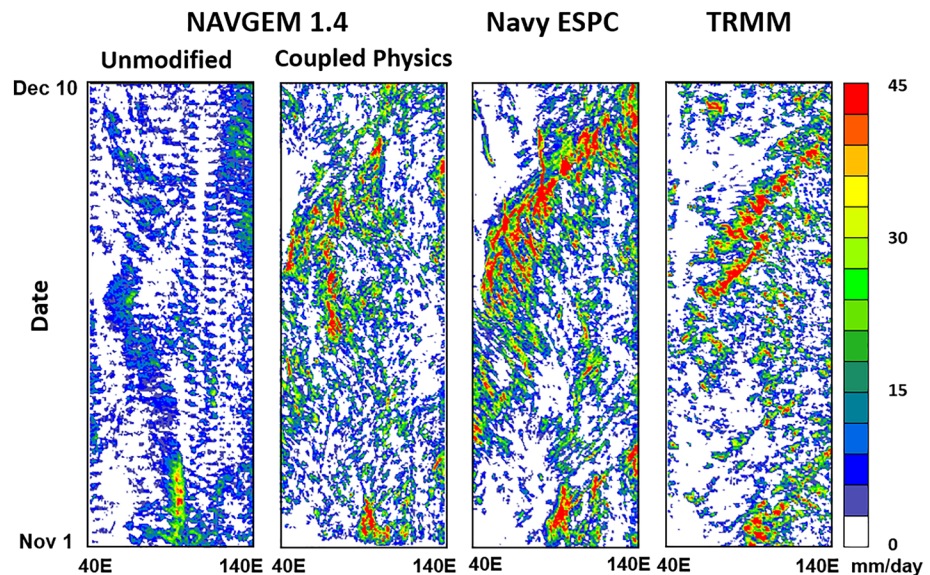 NAVGEM 1.4 Navy ESPC TRMM
Unmodified Coupled Physics
Dec 10
45
30
Date
15
Nov 1
0
40E 140E 40E 140E 40E 140E 40E 140E mm/day